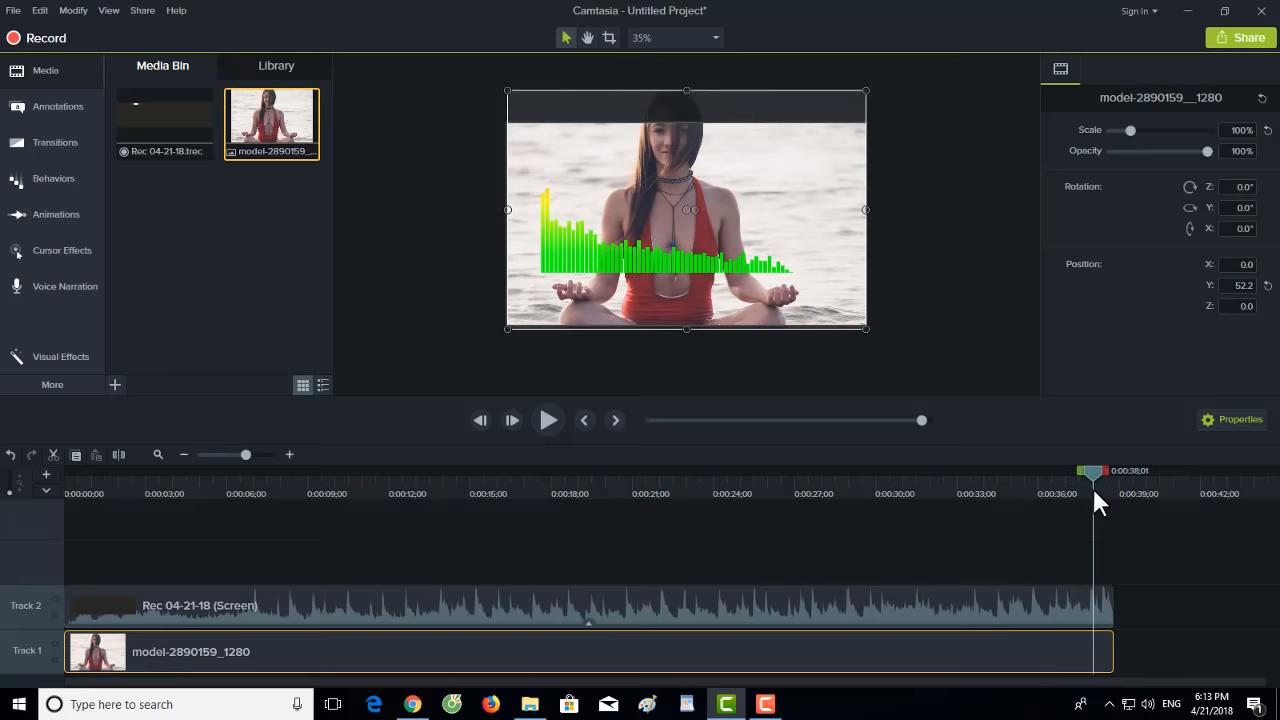 File Edit Modify View Share Help
Camtasia - Untitled Project*
Sign In
Record
35%
Share
Media
Annotations
Transitions
Behaviors
Animations
Cursor Effects
Voice Narration
Visual Effects
More
Media Bin
Library
Rec 04-21-18.trec
model-2890159_...
model-2890159__1280
Scale 100%
Opacity 100%
Rotation: Z: 0.0°
Y: 0.0°
X: 0.0°
Position: X: 0.0
Y: 52.2
Z: 0.0
Properties
0:00:38;01
0:00:00;00 0:00:03;00 0:00:06;00 0:00:09;00 0:00:12;00 0:00:15;00 0:00:18;00 0:00:21;00 0:00:24;00 0:00:27;00 0:00:30;00 0:00:33;00 0:00:36;00 0:00:39;00 0:00:42;00
Track 2
Rec 04-21-18 (Screen)
Track 1
model-2890159_1280
Type here to search
ENG
6:13 PM
4/21/2018
1